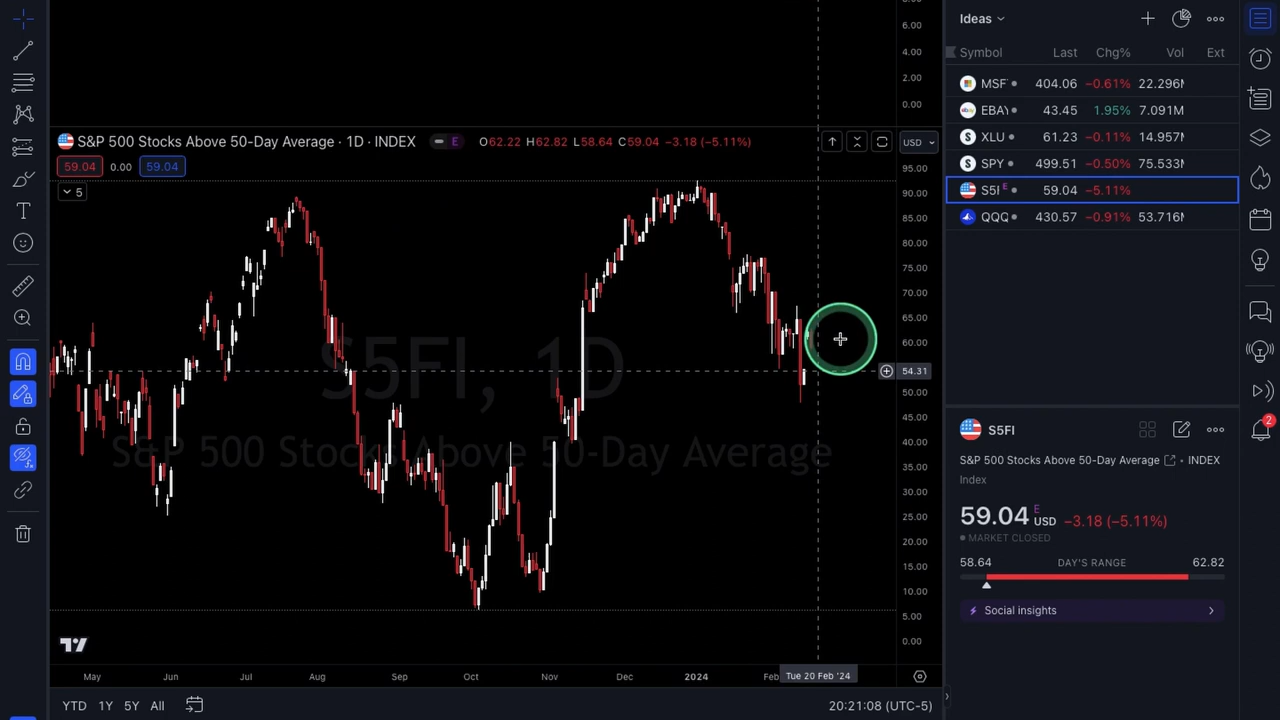 8.00
6.00
4.00
2.00
0.00
S&P 500 Stocks Above 50-Day Average · 1D · INDEX
E
O62.22 H62.82 L58.64 C59.04 −3.18 (−5.11%)
USD
59.04
0.00
59.04
5
95.00
90.00
85.00
80.00
75.00
70.00
65.00
60.00
54.31
50.00
45.00
40.00
35.00
30.00
25.00
20.00
15.00
10.00
5.00
0.00
S5FI, 1D
S&P 500 Stocks Above 50-Day Average
May Jun Jul Aug Sep Oct Nov Dec 2024 Feb Tue 20 Feb '24
YTD 1Y 5Y All
20:21:08 (UTC-5)
Ideas
Symbol Last Chg% Vol Ext
MSF 404.06 −0.61% 22.296M
EBAY 43.45 1.95% 7.091M
XLU 61.23 −0.11% 14.957M
SPY 499.51 −0.50% 75.533M
S5FI E 59.04 −5.11%
QQQ 430.57 −0.91% 53.716M
S5FI
S&P 500 Stocks Above 50-Day Average · INDEX
Index
59.04 E USD −3.18 (−5.11%)
MARKET CLOSED
58.64 DAY'S RANGE 62.82
Social insights
2